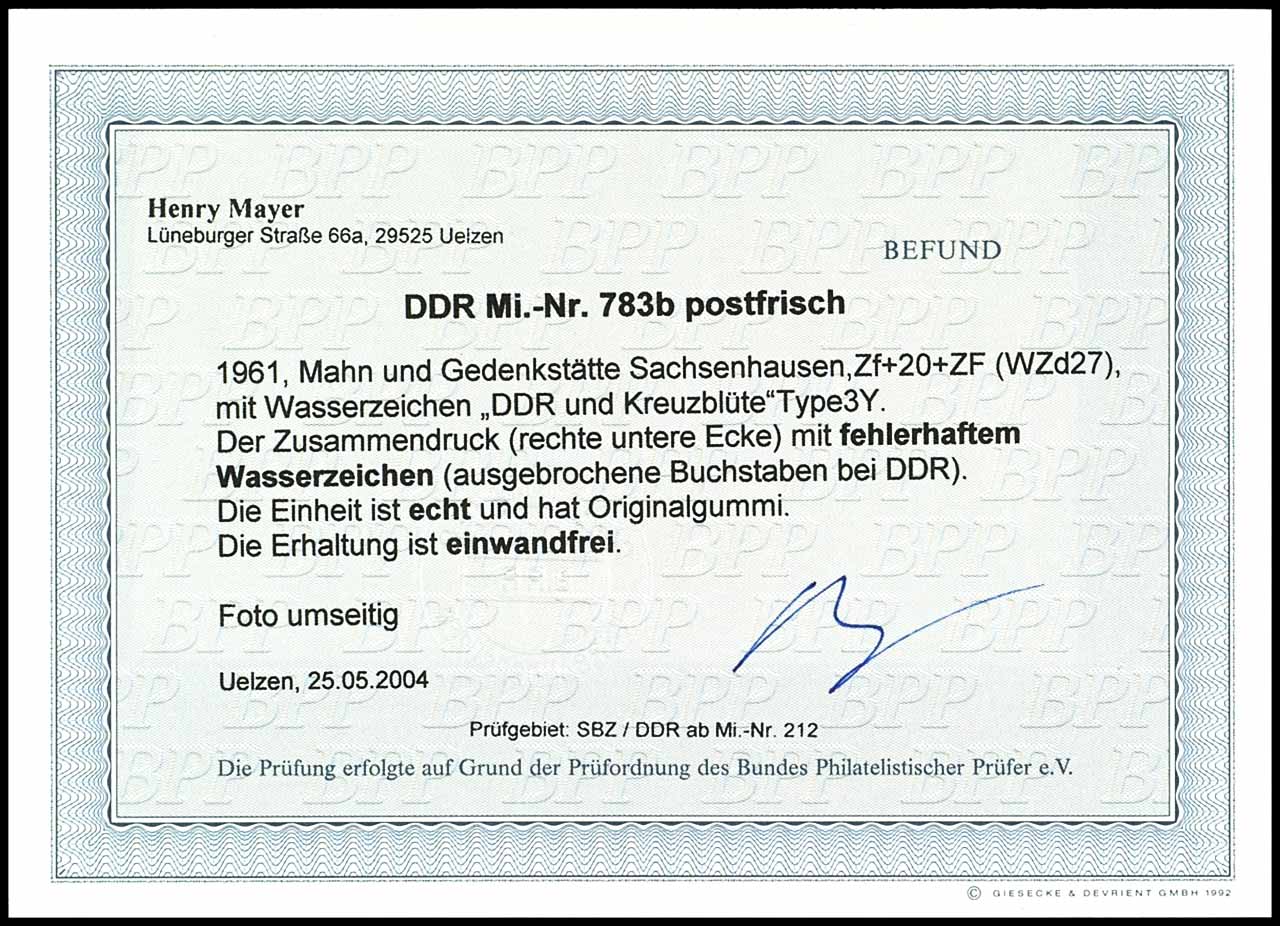 Henry Mayer
Lüneburger Straße 66a, 29525 Uelzen
BEFUND
DDR Mi.-Nr. 783b postfrisch
1961, Mahn und Gedenkstätte Sachsenhausen,Zf+20+ZF (WZd27),
mit Wasserzeichen „DDR und Kreuzblüte“Type3Y.
Der Zusammendruck (rechte untere Ecke) mit fehlerhaftem
Wasserzeichen (ausgebrochene Buchstaben bei DDR).
Die Einheit ist echt und hat Originalgummi.
Die Erhaltung ist einwandfrei.
Foto umseitig
Uelzen, 25.05.2004
Prüfgebiet: SBZ / DDR ab Mi.-Nr. 212
Die Prüfung erfolgte auf Grund der Prüfordnung des Bundes Philatelistischer Prüfer e.V.
© GIESECKE & DEVRIENT GMBH 1992